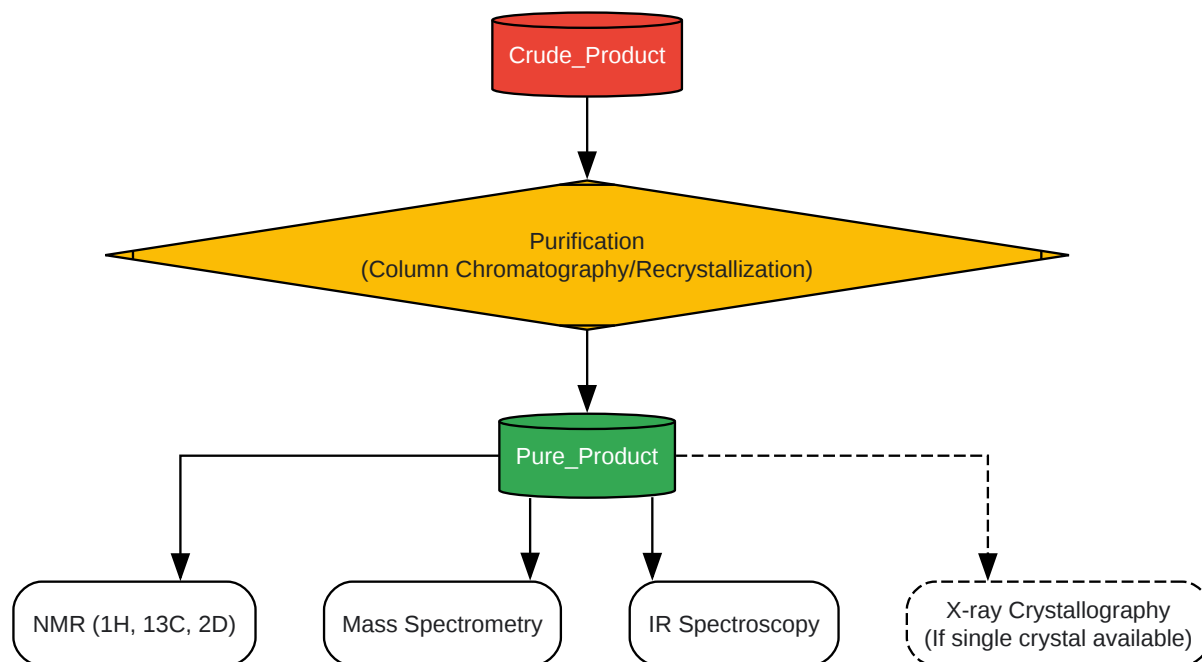 Crude_Product
Purification
(Column Chromatography/Recrystallization)
Pure_Product
NMR (1H, 13C, 2D)
Mass Spectrometry
IR Spectroscopy
X-ray Crystallography
(If single crystal available)